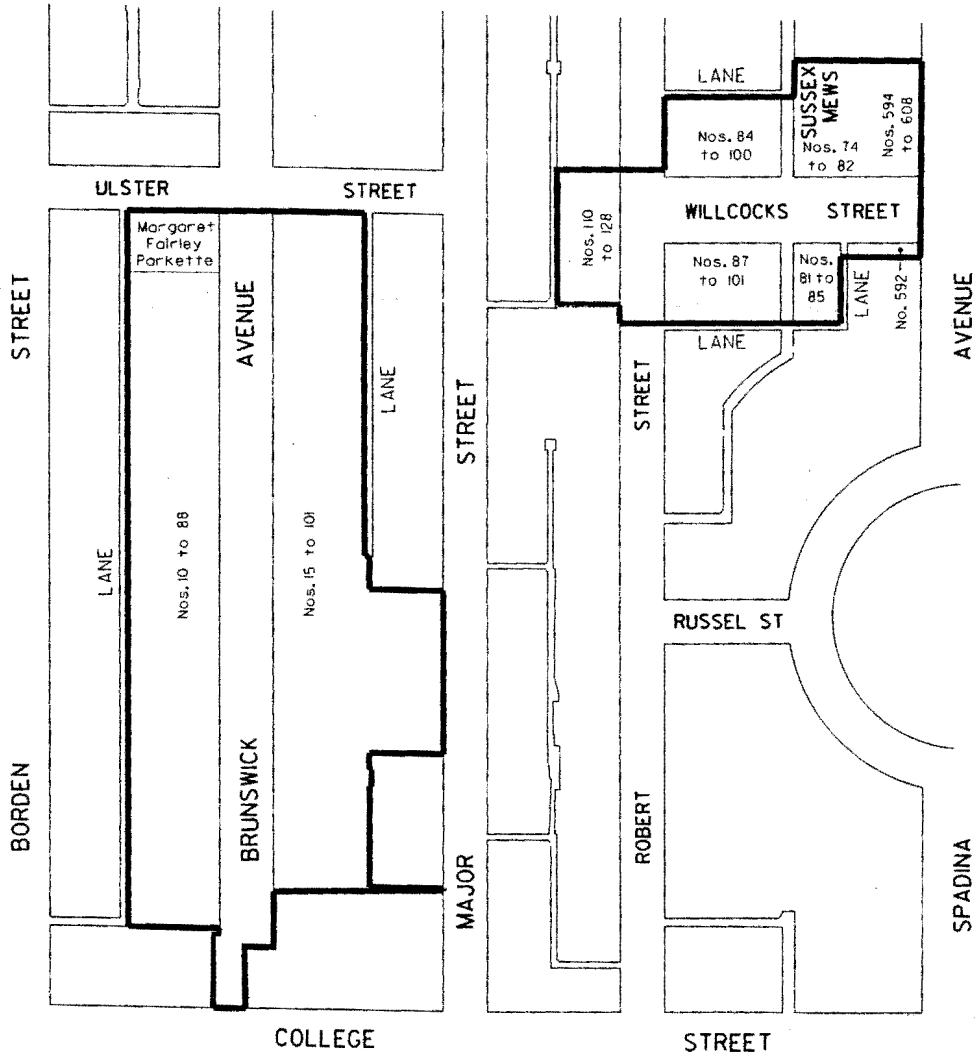 LANE
SUSSEX
MEWS
Nos. 594
to 608
Nos. 84
to 100
Nos. 74
to 82
ULSTER
STREET
Nos. 110
to 128
WILLCOCKS
STREET
Margaret
Fairley
Parkette
Nos. 87
to 101
Nos.
81 to
85
LANE
No. 592
STREET
AVENUE
AVENUE
LANE
LANE
STREET
STREET
LANE
Nos. 10 to 88
Nos. 15 to 101
RUSSEL ST
BORDEN
BRUNSWICK
MAJOR
ROBERT
SPADINA
COLLEGE
STREET